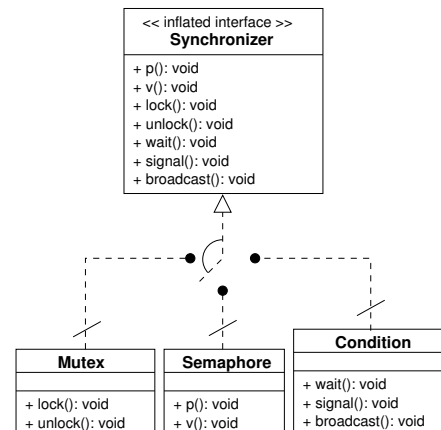 << inflated interface >>
Synchronizer
+ p(): void
+ v(): void
+ lock(): void
+ unlock(): void
+ wait(): void
+ signal(): void
+ broadcast(): void
Mutex
+ lock(): void
+ unlock(): void
Semaphore
+ p(): void
+ v(): void
Condition
+ wait(): void
+ signal(): void
+ broadcast(): void